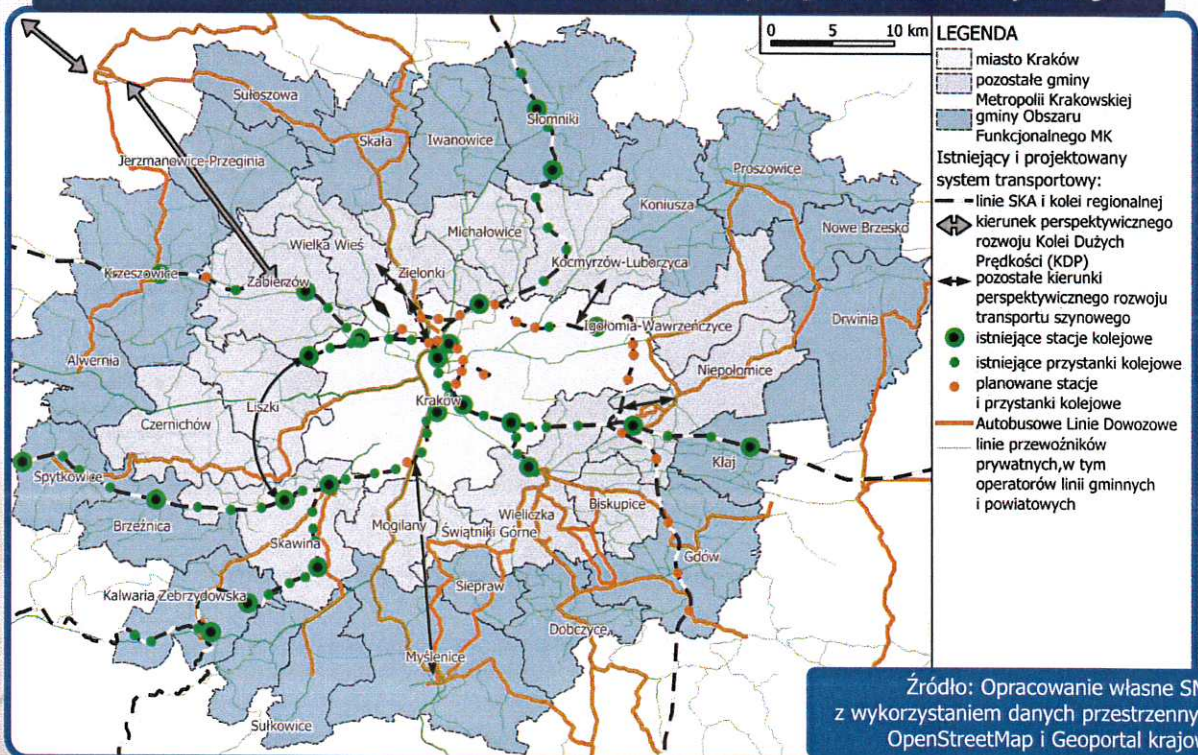 0 5 10 km
LEGENDA
miasto Kraków
pozostałe gminy
Metropolii Krakowskiej
gminy Obszaru
Funkcjonalnego MK
Istniejący i projektowany
system transportowy:
linie SKA i kolei regionalnej
kierunek perspektywicznego
rozwoju Kolei Dużych
Prędkości (KDP)
pozostałe kierunki
perspektywicznego rozwoju
transportu szynowego
istniejące stacje kolejowe
istniejące przystanki kolejowe
planowane stacje
i przystanki kolejowe
Autobusowe Linie Dowozowe
linie przewoźników
prywatnych,w tym
operatorów linii gminnych
i powiatowych
Sułoszowa
Słomniki
Skała
Iwanowice
Jerzmanowice-Przeginia
Proszowice
Koniusza
Michałowice
Nowe Brzesko
Wielka Wieś
Zielonki
Kocmyrzów-Luborzyca
Krzeszowice
Zabierzów
Drwinia
Igołomia-Wawrzeńczyce
Alwernia
Niepołomice
Liszki
Kraków
Czernichów
Kłaj
Spytkowice
Wieliczka
Biskupice
Brzeźnica
Mogilany
Świątniki Górne
Skawina
Gdów
Siepraw
Kalwaria Zebrzydowska
Dobczyce
Myślenice
Sułkowice
Źródło: Opracowanie własne
z wykorzystaniem danych
OpenStreetMap i Geoportal